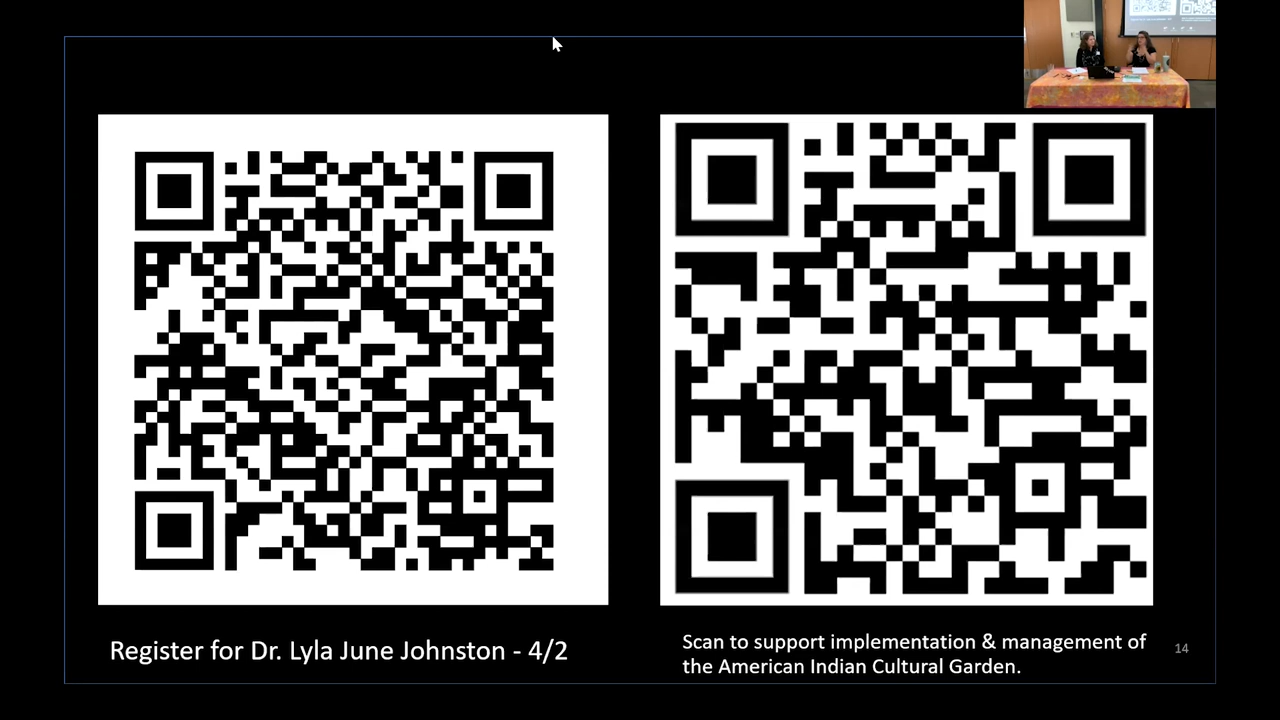 Register for Dr. Lyla June Johnston - 4/2
Scan to support implementation & management of
the American Indian Cultural Garden.
14